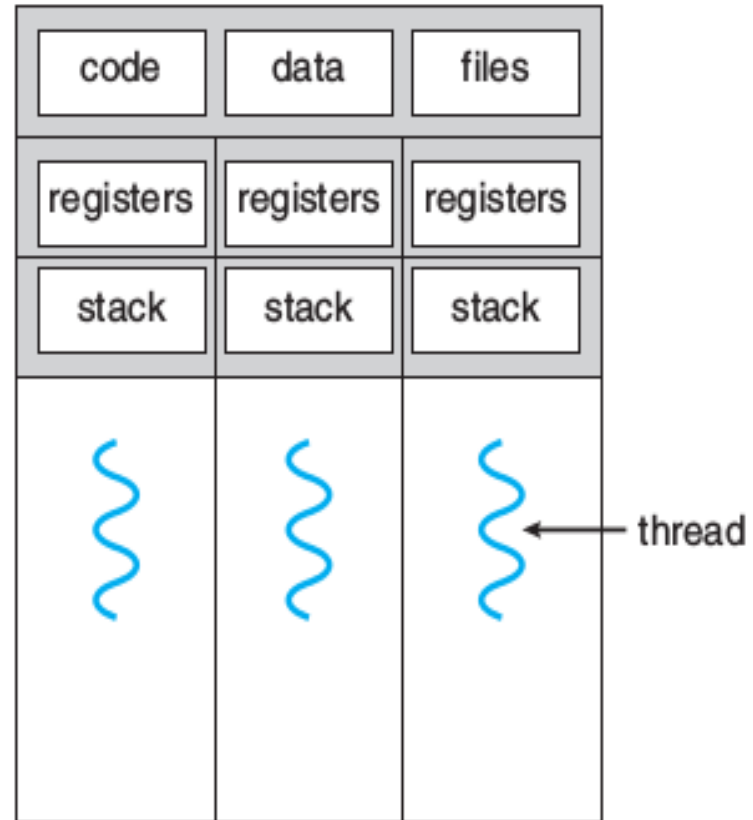 code data files
registers registers registers
stack stack stack
thread